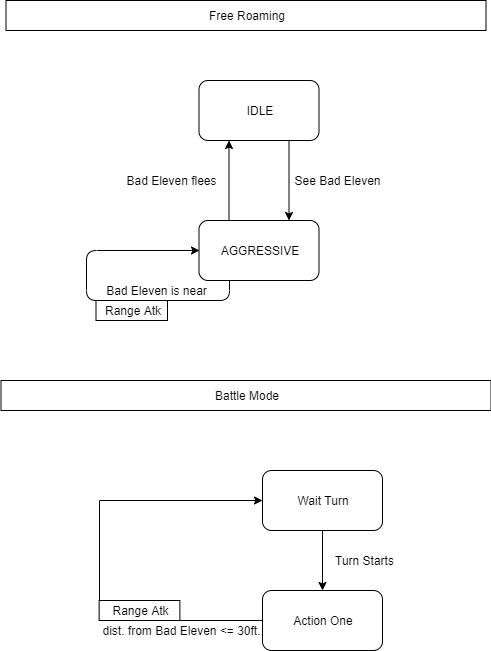 Free Roaming
IDLE
Bad Eleven flees
See Bad Eleven
AGGRESSIVE
Bad Eleven is near
Range Atk
Battle Mode
Wait Turn
Turn Starts
Range Atk
Action One
dist. from Bad Eleven <= 30ft.